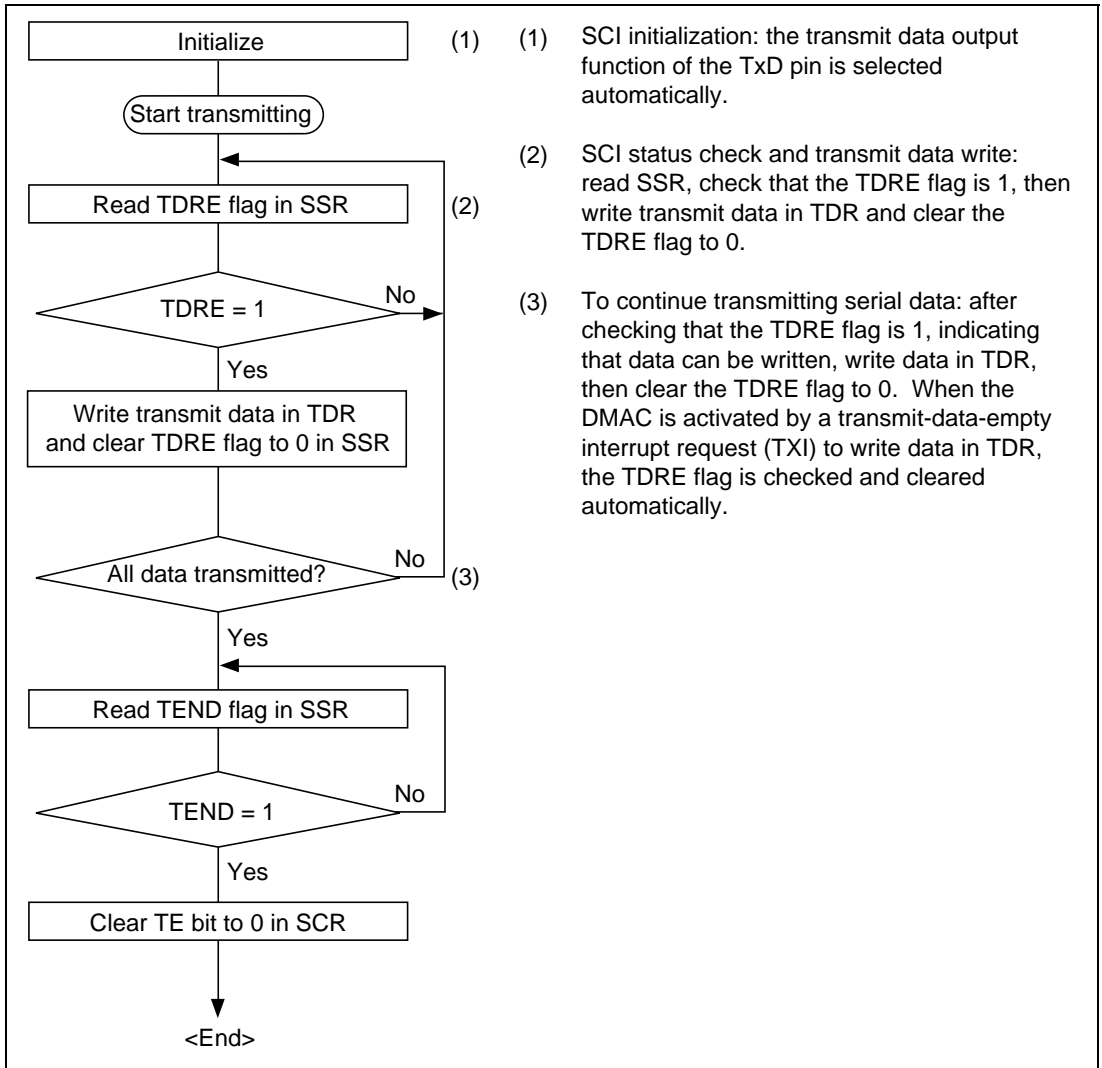 Initialize
(1)
Start transmitting
Read TDRE flag in SSR
(2)
TDRE = 1
No
Yes
Write transmit data in TDR
and clear TDRE flag to 0 in SSR
All data transmitted?
No
(3)
Yes
Read TEND flag in SSR
TEND = 1
No
Yes
Clear TE bit to 0 in SCR
<End>
(1) SCI initialization: the transmit data output
function of the TxD pin is selected
automatically.
(2) SCI status check and transmit data write:
read SSR, check that the TDRE flag is 1, then
write transmit data in TDR and clear the
TDRE flag to 0.
(3) To continue transmitting serial data: after
checking that the TDRE flag is 1, indicating
that data can be written, write data in TDR,
then clear the TDRE flag to 0.  When the
DMAC is activated by a transmit-data-empty
interrupt request (TXI) to write data in TDR,
the TDRE flag is checked and cleared
automatically.